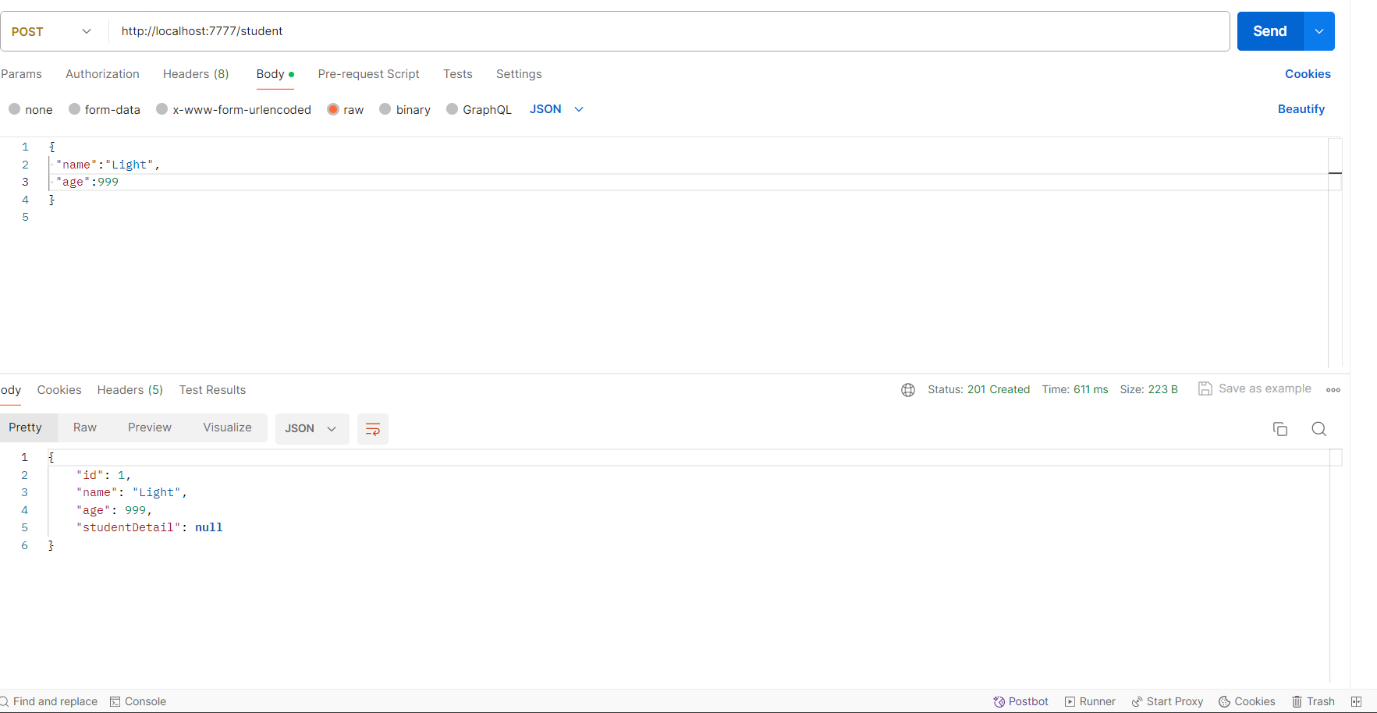 POST http://localhost:7777/student Send
Params Authorization Headers (8) Body Pre-request Script Tests Settings Cookies
none form-data x-www-form-urlencoded raw binary GraphQL JSON Beautify
1 {
2 "name":"Light",
3 "age":999
4 }
5
ody Cookies Headers (5) Test Results Status: 201 Created Time: 611 ms Size: 223 B Save as example
Pretty Raw Preview Visualize JSON
1 {
2 "id": 1,
3 "name": "Light",
4 "age": 999,
5 "studentDetail": null
6 }
Find and replace Console Postbot Runner Start Proxy Cookies Trash